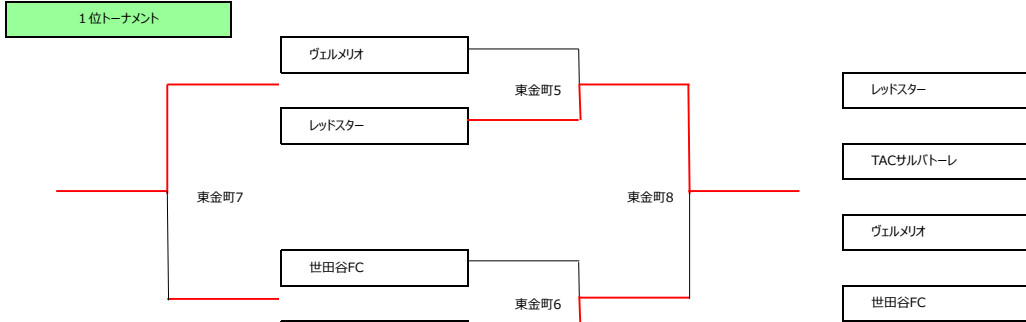 1位トーナメント
ヴェルメリオ
東金町5
レッドスター
レッドスター
TACサルバトーレ
東金町7
東金町8
ヴェルメリオ
世田谷FC
東金町6
世田谷FC